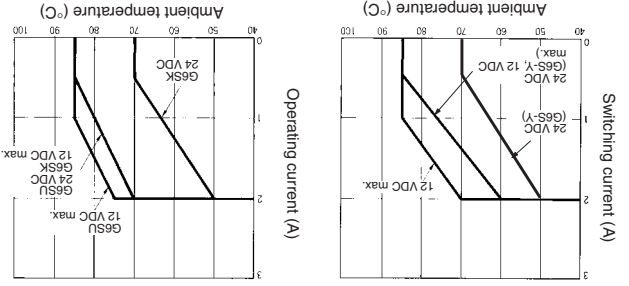 Switching current (A)
3
2
1
0
12 VDC max.
24 VDC
(G6S-Y)
24 VDC
(G6S-Y, 12 VDC
max.)
40 50 60 70 80 90 100
Ambient temperature (°C)
Operating current (A)
3
2
1
0
G6SU
12 VDC max.
G6SU
24 VDC
G6SK
12 VDC max.
G6SK
24 VDC
40 50 60 70 80 90 100
Ambient temperature (°C)